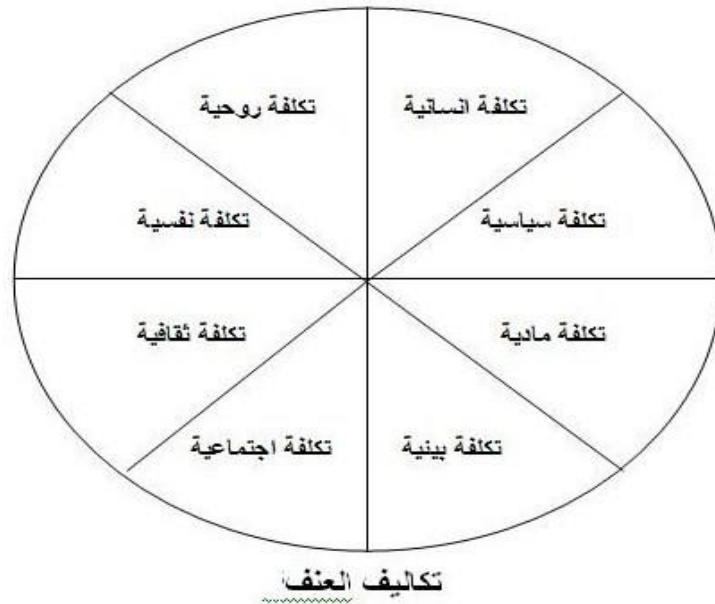 تكلفة انسانية
تكلفة روحية
تكلفة سياسية
تكلفة نفسية
تكلفة مادية
تكلفة ثقافية
تكلفة بيئية
تكلفة اجتماعية
تكاليف العنف